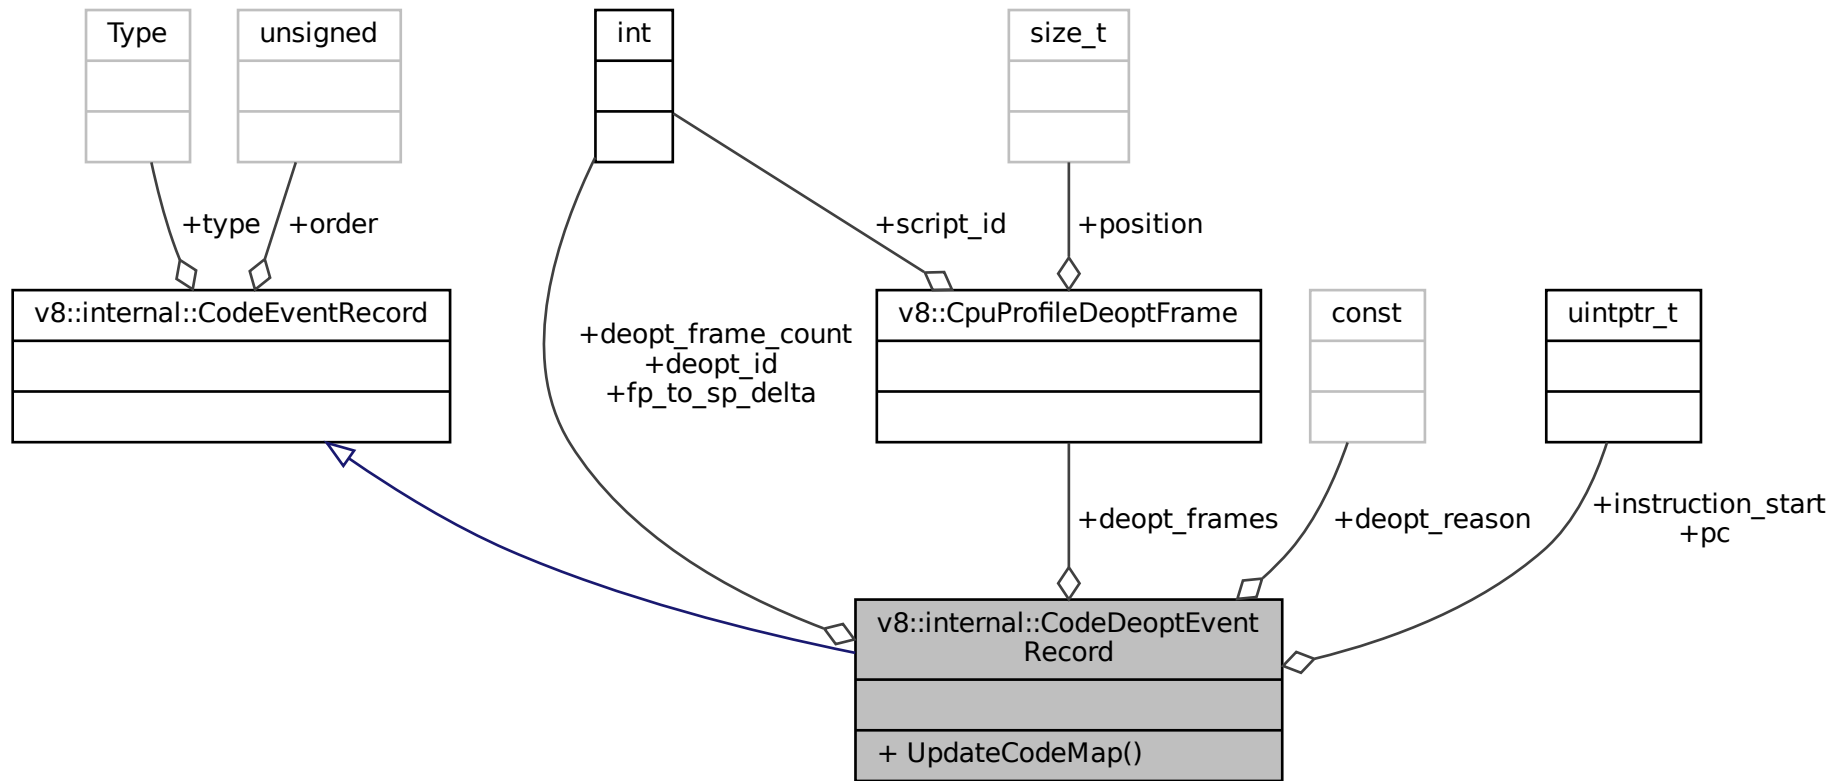 Type
unsigned
int
size_t
+type
+order
+script_id
+position
v8::internal::CodeEventRecord
+deopt_frame_count
+deopt_id
+fp_to_sp_delta
v8::CpuProfileDeoptFrame
const
uintptr_t
+deopt_frames
+deopt_reason
+instruction_start
+pc
v8::internal::CodeDeoptEvent
Record
+ UpdateCodeMap()